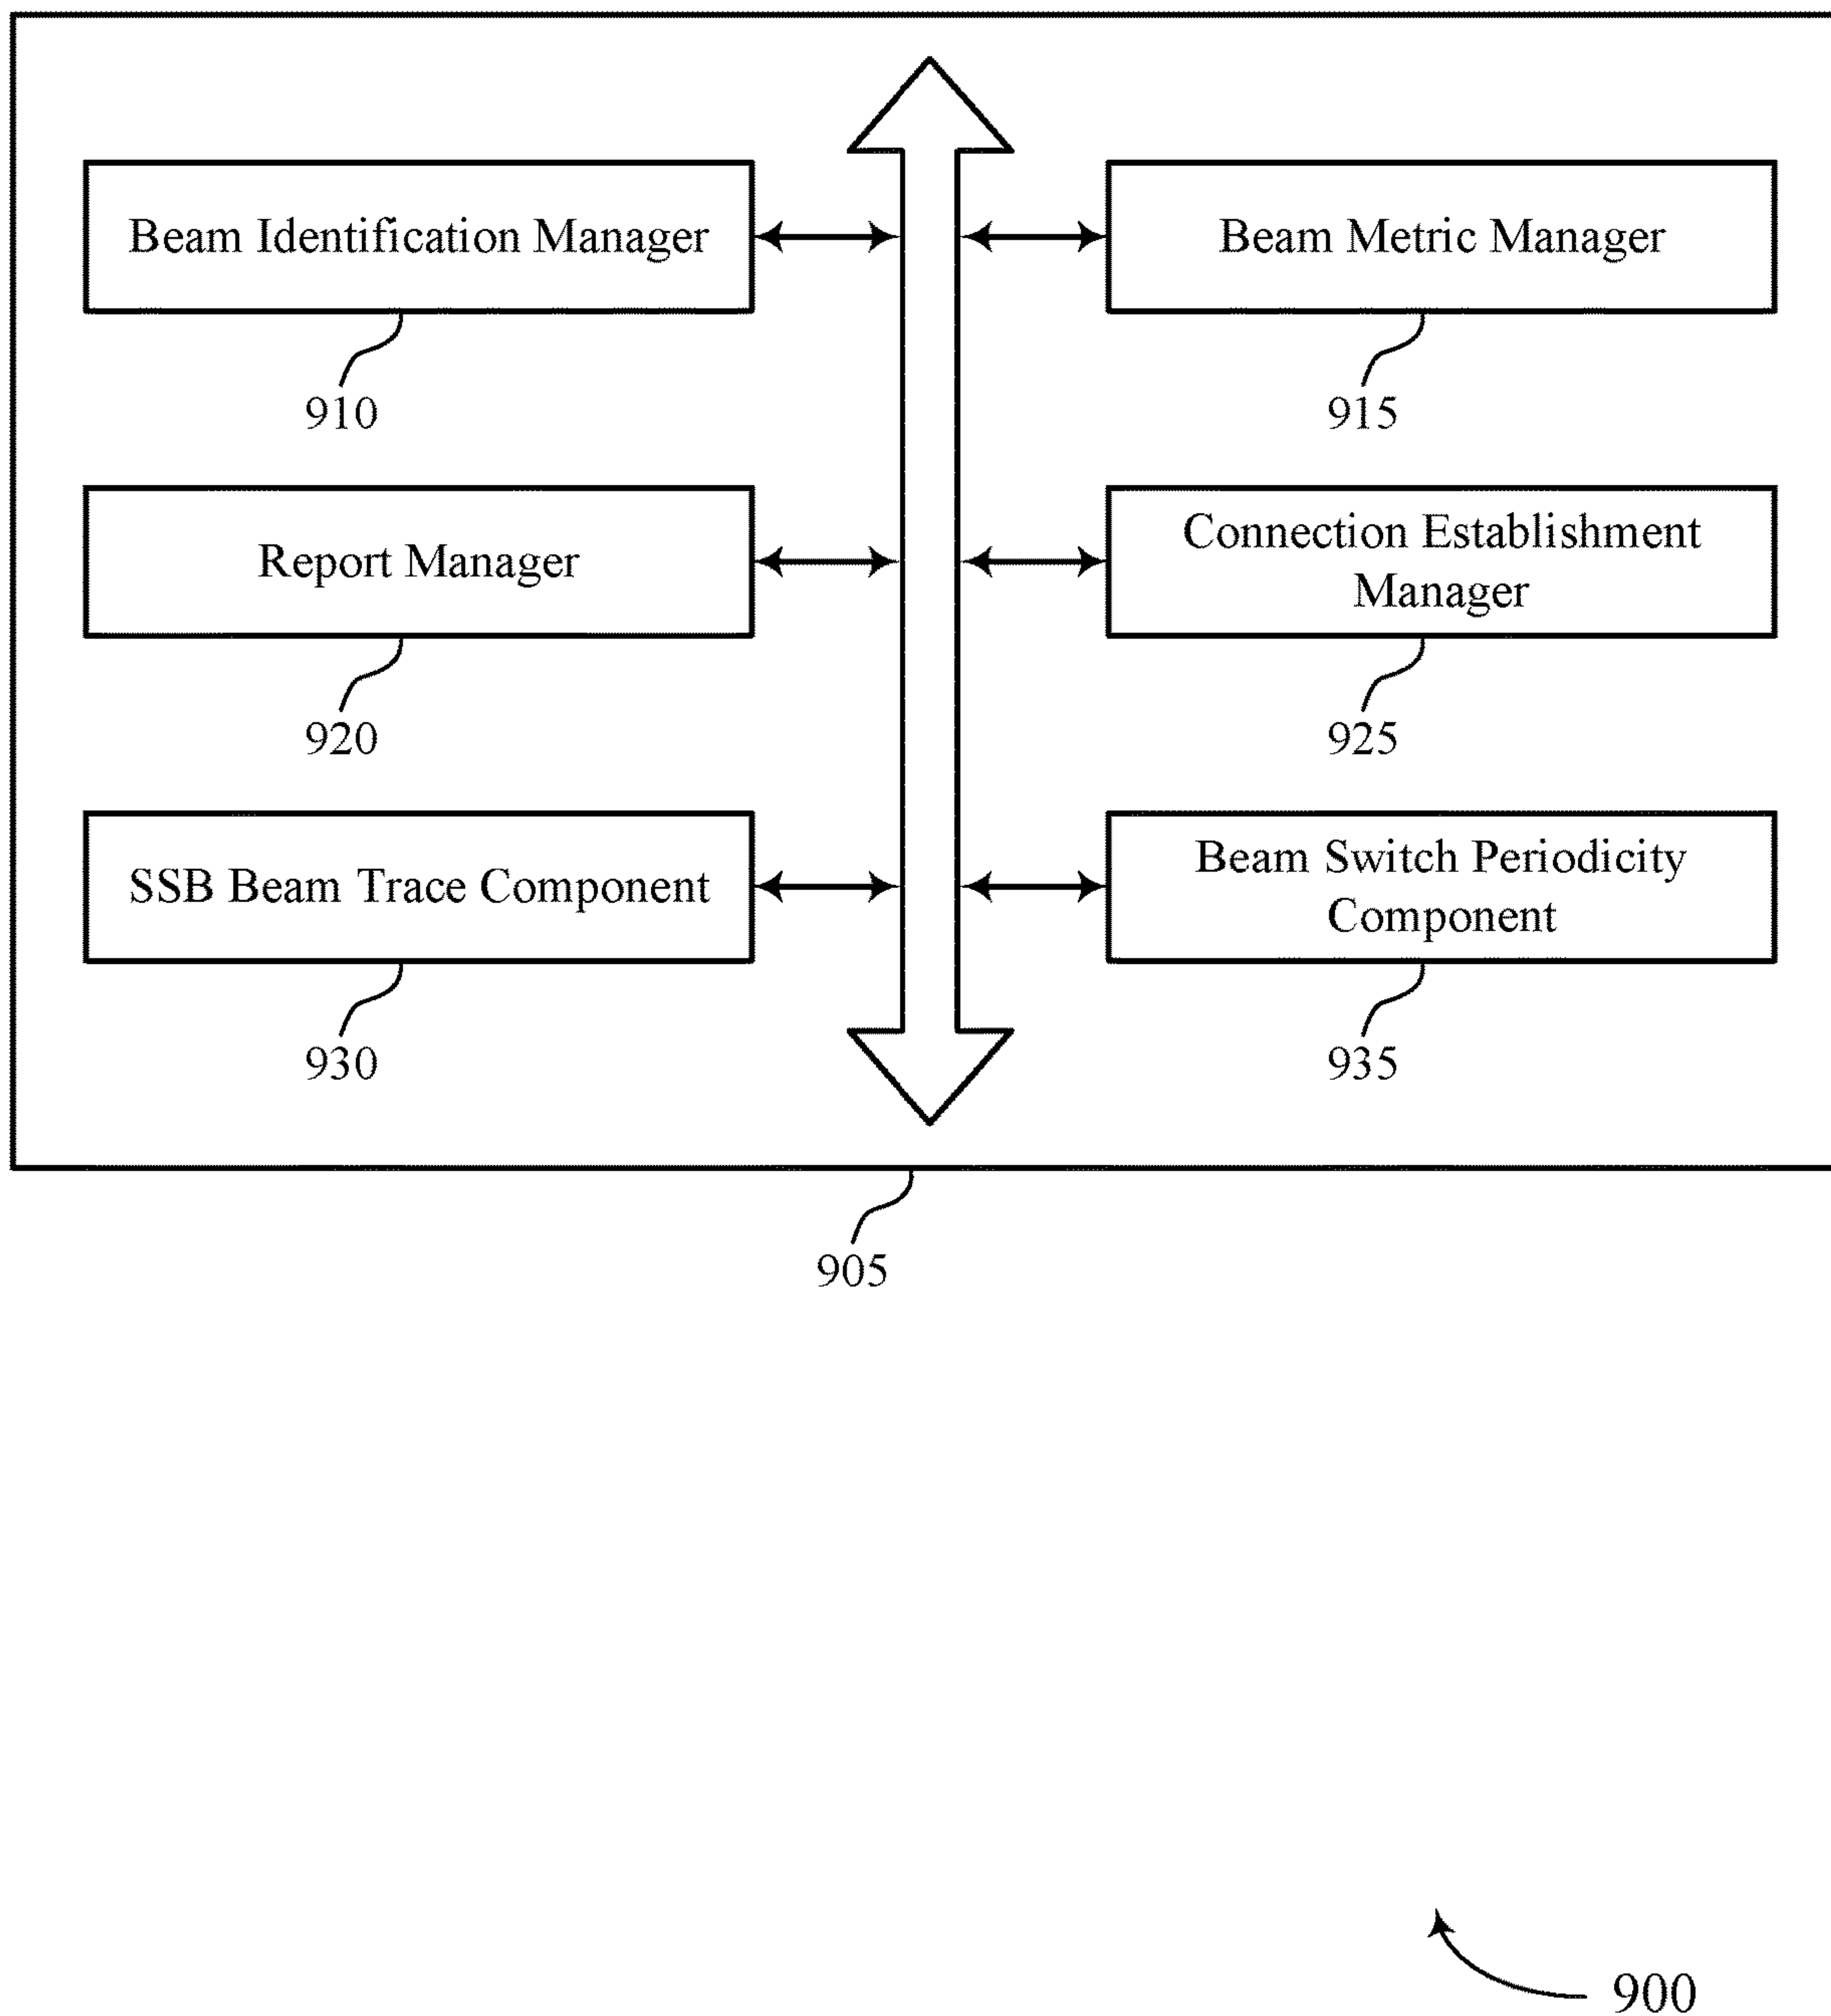 Beam Identification Manager
910
Beam Metric Manager
915
Report Manager
920
Connection Establishment
Manager
925
SSB Beam Trace Component
930
Beam Switch Periodicity
Component
935
905
900